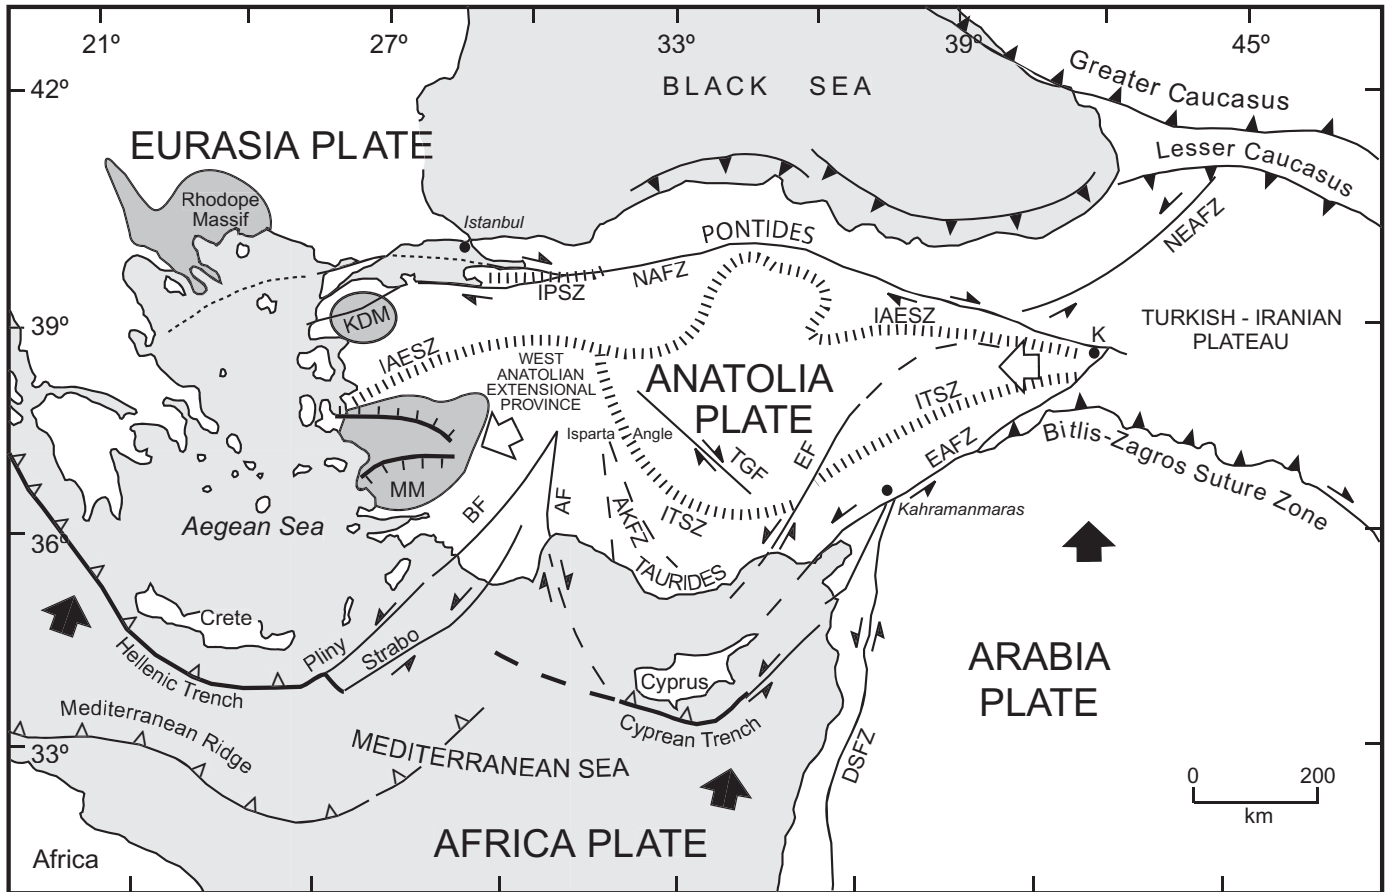 21º
27º
33º
39º
45º
42º
39º
36º
33º
BLACK SEA
Greater Caucasus
Lesser Caucasus
EURASIA PLATE
Rhodope
Massif
Istanbul
PONTIDES
NEAFZ
NAFZ
IPSZ
KDM
IAESZ
IAESZ
K
TURKISH - IRANIAN
PLATEAU
WEST
ANATOLIAN
EXTENSIONAL
PROVINCE
ANATOLIA
PLATE
ITSZ
Isparta Angle
TGF
EF
EAFZ
Bitlis-Zagros Suture Zone
MM
BF
AF
AKFZ
ITSZ
Kahramanmaras
Aegean Sea
TAURIDES
Crete
Pliny
Strabo
Hellenic Trench
Cyprus
Cyprean Trench
ARABIA
PLATE
Mediterranean Ridge
MEDITERRANEAN SEA
DSFZ
0 200
km
AFRICA PLATE
Africa